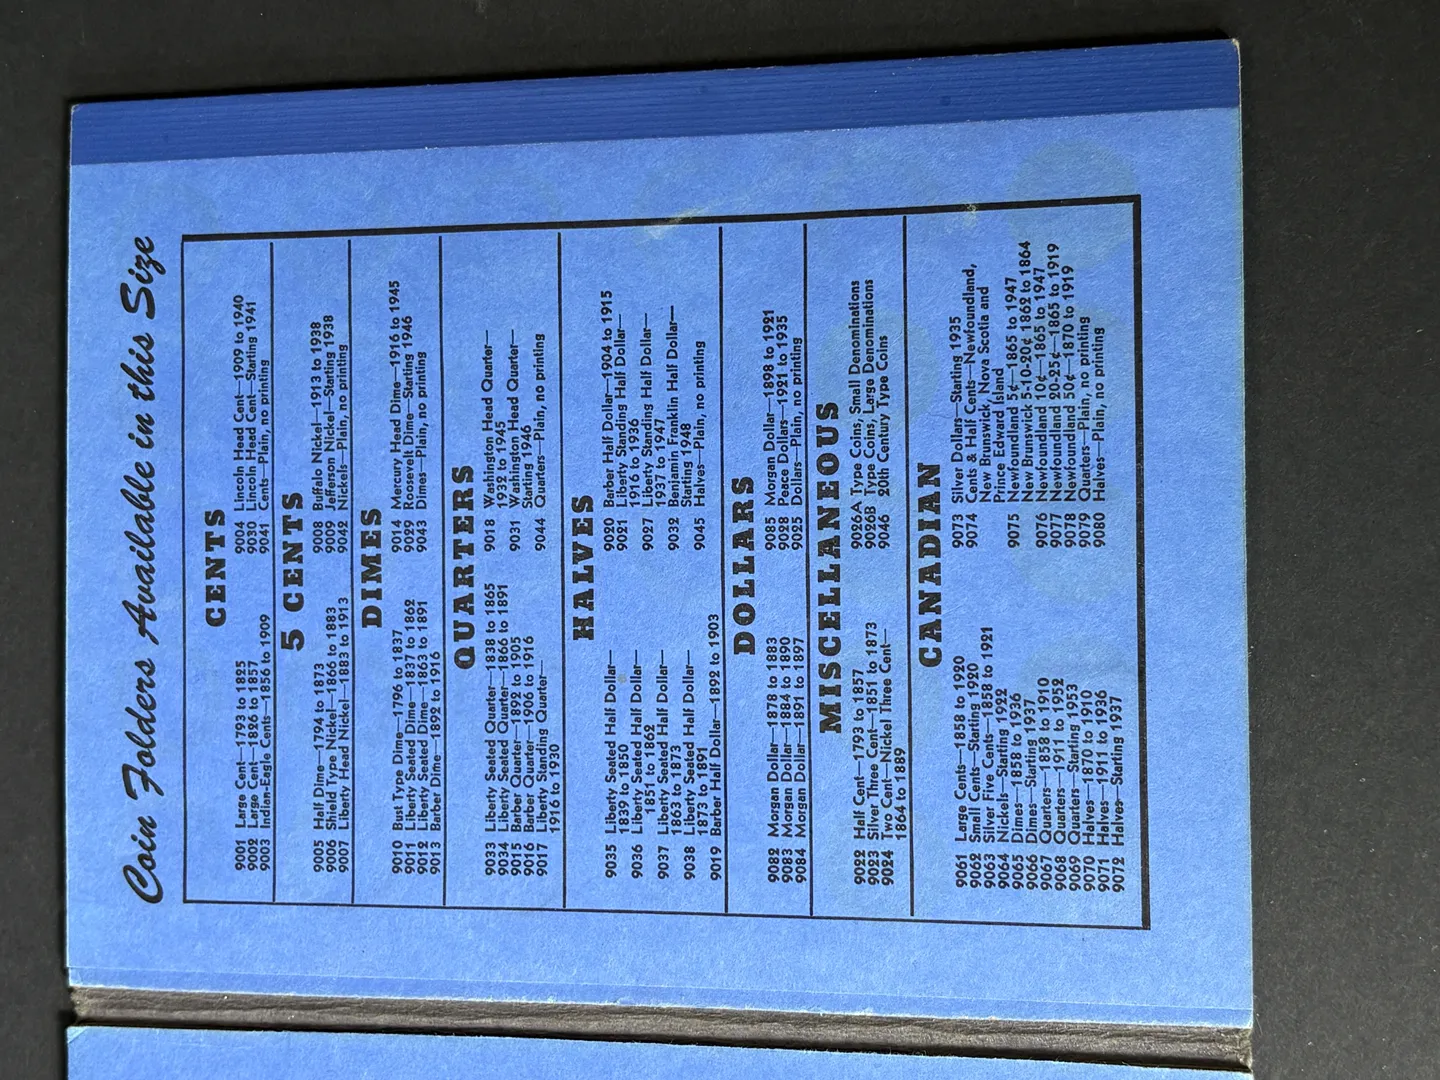 Coin Folders Available in this Size
CENTS
9001 Large Cent—1793 to 1825
9002 Large Cent—1826 to 1857
9003 Indian-Eagle Cents—1856 to 1909
9004 Lincoln Head Cent—1909 to 1940
9030 Lincoln Head Cent—Starting 1941
9041 Cents—Plain, no printing
5 CENTS
9005 Half Dime—1794 to 1873
9006 Shield Type Nickel—1866 to 1883
9007 Liberty Head Nickel—1883 to 1913
9008 Buffalo Nickel—1913 to 1938
9009 Jefferson Nickel—Starting 1938
9042 Nickels—Plain, no printing
DIMES
9010 Bust Type Dime—1796 to 1837
9011 Liberty Seated Dime—1837 to 1862
9012 Liberty Seated Dime—1863 to 1891
9013 Barber Dime—1892 to 1916
9014 Mercury Head Dime—1916 to 1945
9029 Roosevelt Dime—Starting 1946
9043 Dimes—Plain, no printing
QUARTERS
9033 Liberty Seated Quarter—1838 to 1865
9034 Liberty Seated Quarter—1866 to 1891
9015 Barber Quarter—1892 to 1905
9016 Barber Quarter—1906 to 1916
9017 Liberty Standing Quarter—
1916 to 1930
9018 Washington Head Quarter—
1932 to 1945
9031 Washington Head Quarter—
Starting 1946
9044 Quarters—Plain, no printing
HALVES
9035 Liberty Seated Half Dollar—
1839 to 1850
9036 Liberty Seated Half Dollar—
1851 to 1862
9037 Liberty Seated Half Dollar—
1863 to 1873
9038 Liberty Seated Half Dollar—
1873 to 1891
9019 Barber Half Dollar—1892 to 1903
9020 Barber Half Dollar—1904 to 1915
9021 Liberty Standing Half Dollar—
1916 to 1936
9027 Liberty Standing Half Dollar—
1937 to 1947
9032 Benjamin Franklin Half Dollar—
Starting 1948
9045 Halves—Plain, no printing
DOLLARS
9082 Morgan Dollar—1878 to 1883
9083 Morgan Dollar—1884 to 1890
9084 Morgan Dollar—1891 to 1897
9085 Morgan Dollar—1898 to 1921
9028 Peace Dollars—1921 to 1935
9025 Dollars—Plain, no printing
MISCELLANEOUS
9022 Half Cent—1793 to 1857
9023 Silver Three Cent—1851 to 1873
9024 Two Cent—Nickel Three Cent—
1864 to 1889
9026A Type Coins, Small Denominations
9026B Type Coins, Large Denominations
9046 20th Century Type Coins
CANADIAN
9061 Large Cents—1858 to 1920
9062 Small Cents—Starting 1920
9063 Silver Five Cents—1858 to 1921
9064 Nickels—Starting 1922
9065 Dimes—1858 to 1936
9066 Dimes—Starting 1937
9067 Quarters—1858 to 1910
9068 Quarters—1911 to 1952
9069 Quarters—Starting 1953
9070 Halves—1870 to 1910
9071 Halves—1911 to 1936
9072 Halves—Starting 1937
9073 Silver Dollars—Starting 1935
9074 Cents & Half Cents—Newfoundland,
New Brunswick, Nova Scotia and
Prince Edward Island
9075 Newfoundland 5¢—1865 to 1947
New Brunswick 5-10-20¢ 1862 to 1864
9076 Newfoundland 10¢—1865 to 1947
9077 Newfoundland 20-25¢—1865 to 1919
9078 Newfoundland 50¢—1870 to 1919
9079 Quarters—Plain, no printing
9080 Halves—Plain, no printing